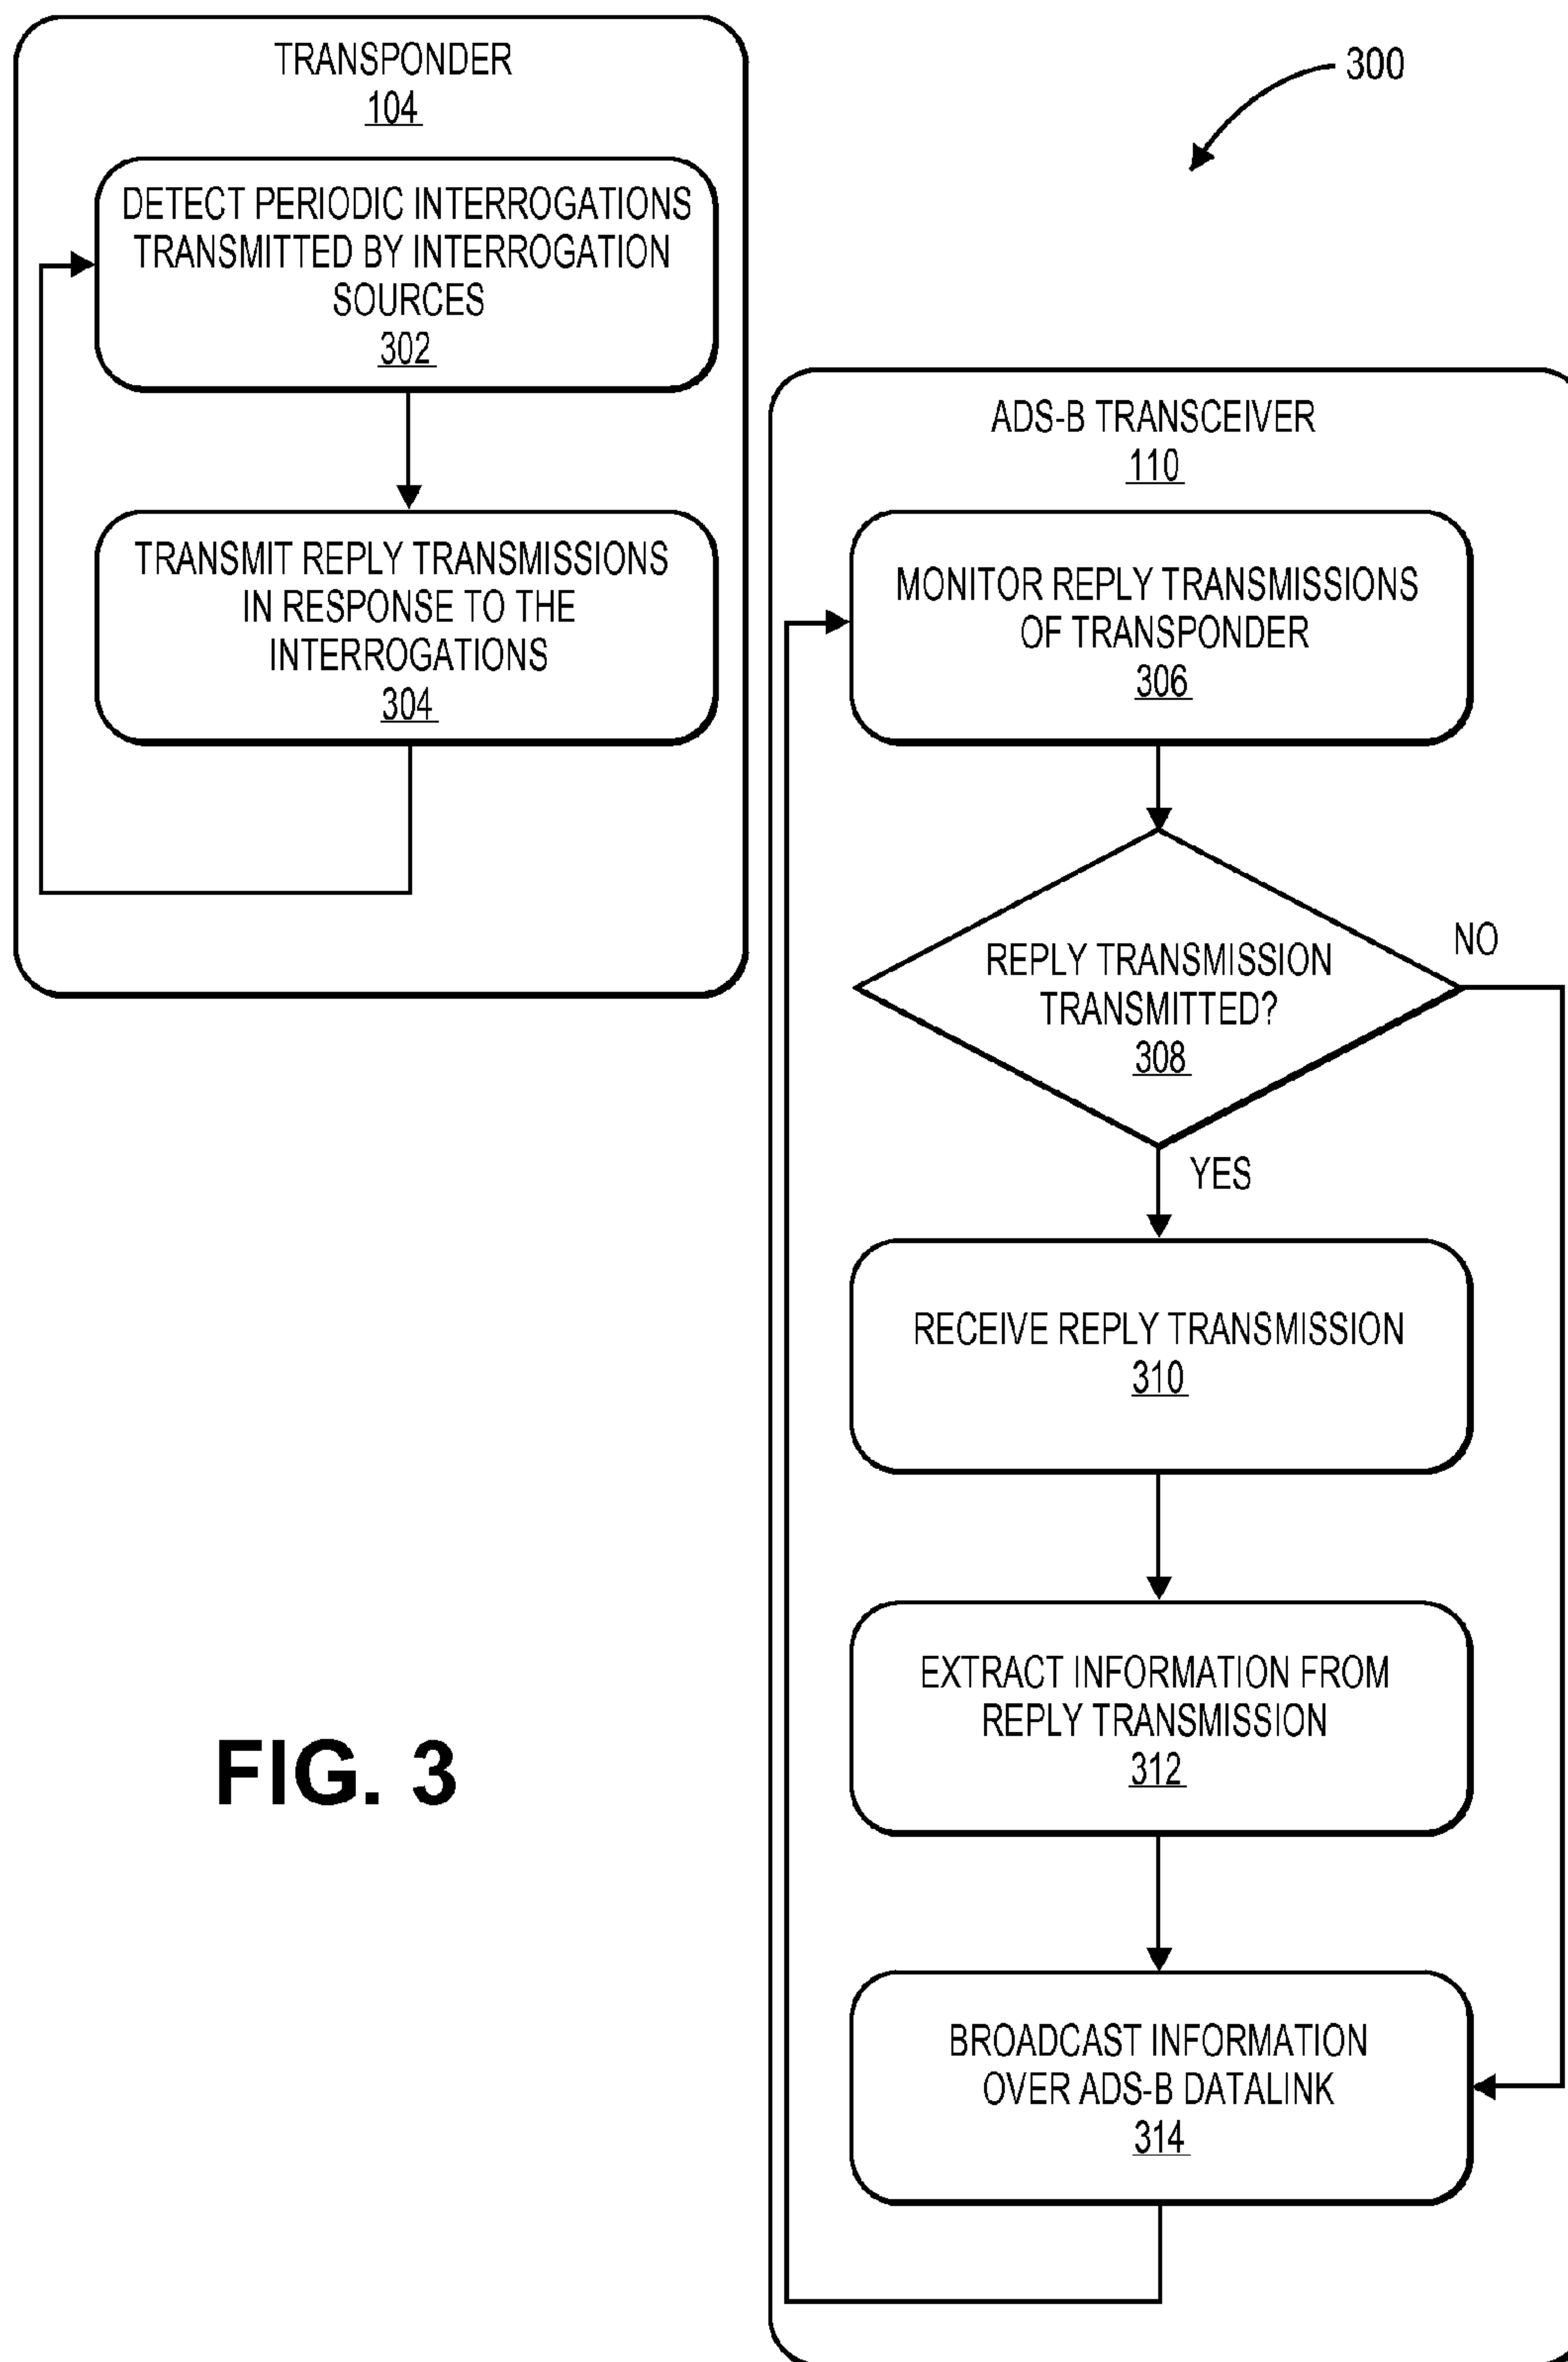 TRANSPONDER
104
DETECT PERIODIC INTERROGATIONS
TRANSMITTED BY INTERROGATION
SOURCES
302
TRANSMIT REPLY TRANSMISSIONS
IN RESPONSE TO THE
INTERROGATIONS
304
300
ADS-B TRANSCEIVER
110
MONITOR REPLY TRANSMISSIONS
OF TRANSPONDER
306
REPLY TRANSMISSION
TRANSMITTED?
308
NO
YES
RECEIVE REPLY TRANSMISSION
310
EXTRACT INFORMATION FROM
REPLY TRANSMISSION
312
BROADCAST INFORMATION
OVER ADS-B DATALINK
314
FIG. 3